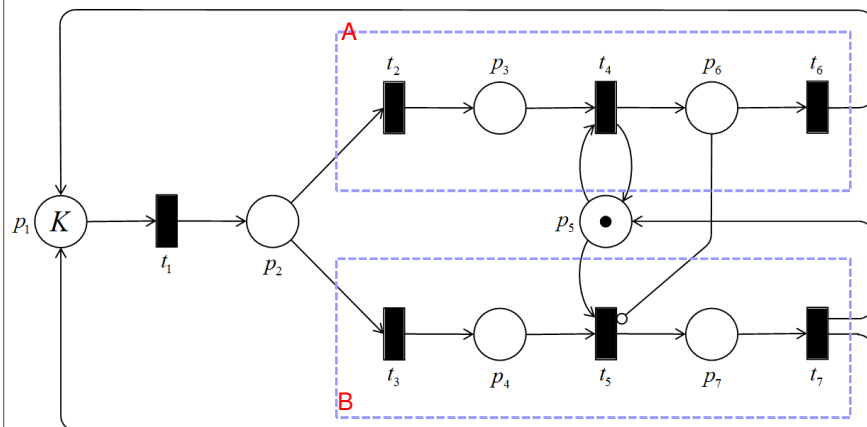 A
t₂
p₃
t₄
p₆
t₆
p₁
K
t₁
p₂
p₅
B
t₃
p₄
t₅
p₇
t₇